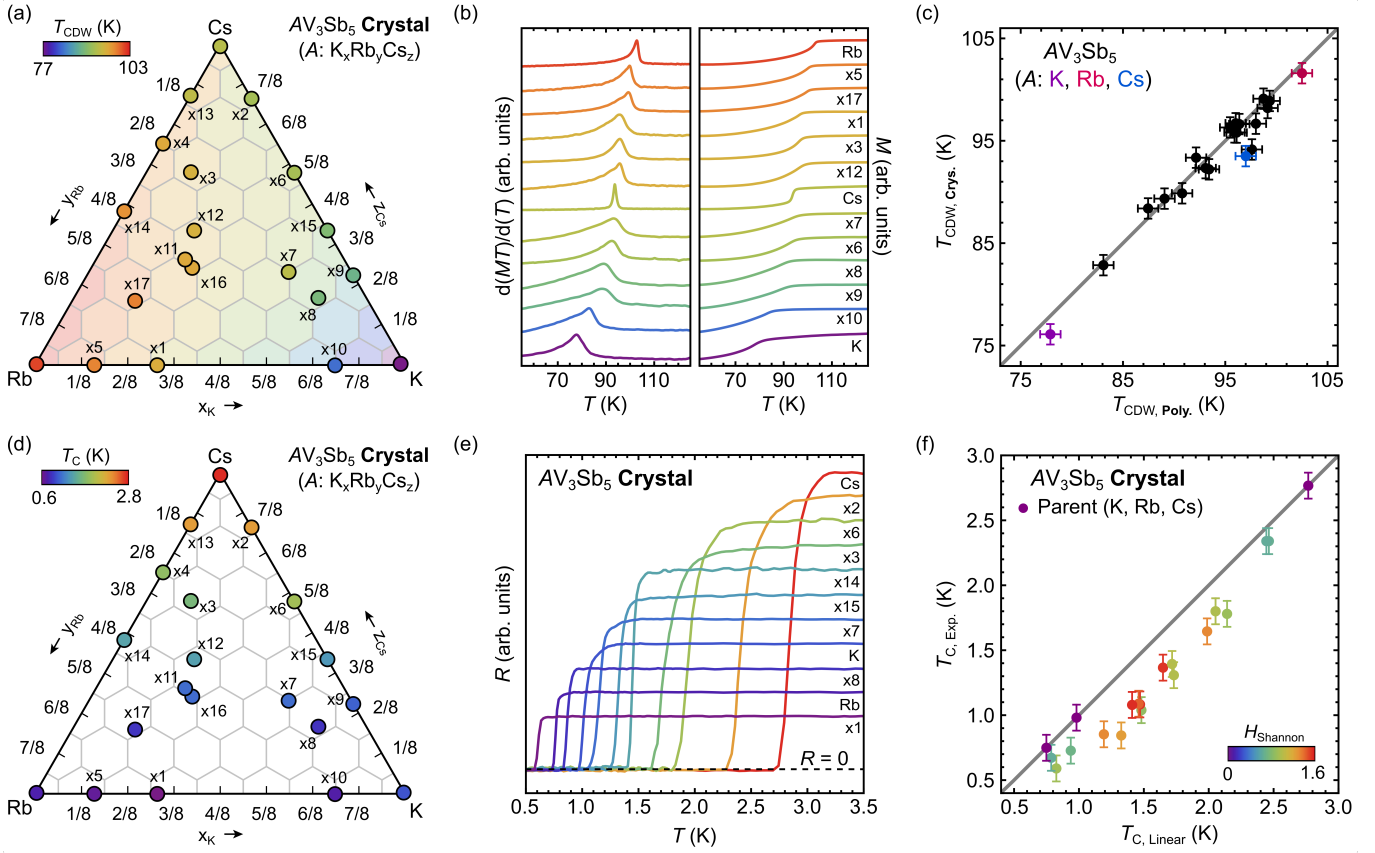 (a)
T_CDW (K)
77 103
AV₃Sb₅ Crystal
(A: KₓRbᵧCs_z)
Cs
1/8 7/8
x13 x2
2/8 6/8
x4
3/8 x3 x6 5/8
y_Rb z_Cs
4/8 x12 4/8
x14 x15
5/8 x11 3/8
x7 x9
6/8 x16 2/8
x17 x8
7/8 1/8
x5 x1 x10
Rb K
1/8 2/8 3/8 4/8 5/8 6/8 7/8
x_K
(b)
d(MT)/d(T) (arb. units)
M (arb. units)
Rb
x5
x17
x1
x3
x12
Cs
x7
x6
x8
x9
x10
K
70 90 110 70 90 110
T (K) T (K)
(c)
AV₃Sb₅
(A: K, Rb, Cs)
T_CDW, Crys. (K)
105
95
85
75
75 85 95 105
T_CDW, Poly. (K)
(d)
T_C (K)
0.6 2.8
AV₃Sb₅ Crystal
(A: KₓRbᵧCs_z)
Cs
1/8 7/8
x13 x2
2/8 6/8
x4
3/8 x3 x6 5/8
y_Rb z_Cs
4/8 x12 4/8
x14 x15
5/8 x11 3/8
x7 x9
6/8 x16 2/8
x17 x8
7/8 1/8
x5 x1 x10
Rb K
1/8 2/8 3/8 4/8 5/8 6/8 7/8
x_K
(e)
AV₃Sb₅ Crystal
R (arb. units)
Cs
x2
x6
x3
x14
x15
x7
K
x8
Rb
x1
R = 0
0.5 1.0 1.5 2.0 2.5 3.0 3.5
T (K)
(f)
AV₃Sb₅ Crystal
Parent (K, Rb, Cs)
T_C, Exp. (K)
3.0
2.5
2.0
1.5
1.0
0.5
H_Shannon
0 1.6
0.5 1.0 1.5 2.0 2.5 3.0
T_C, Linear (K)